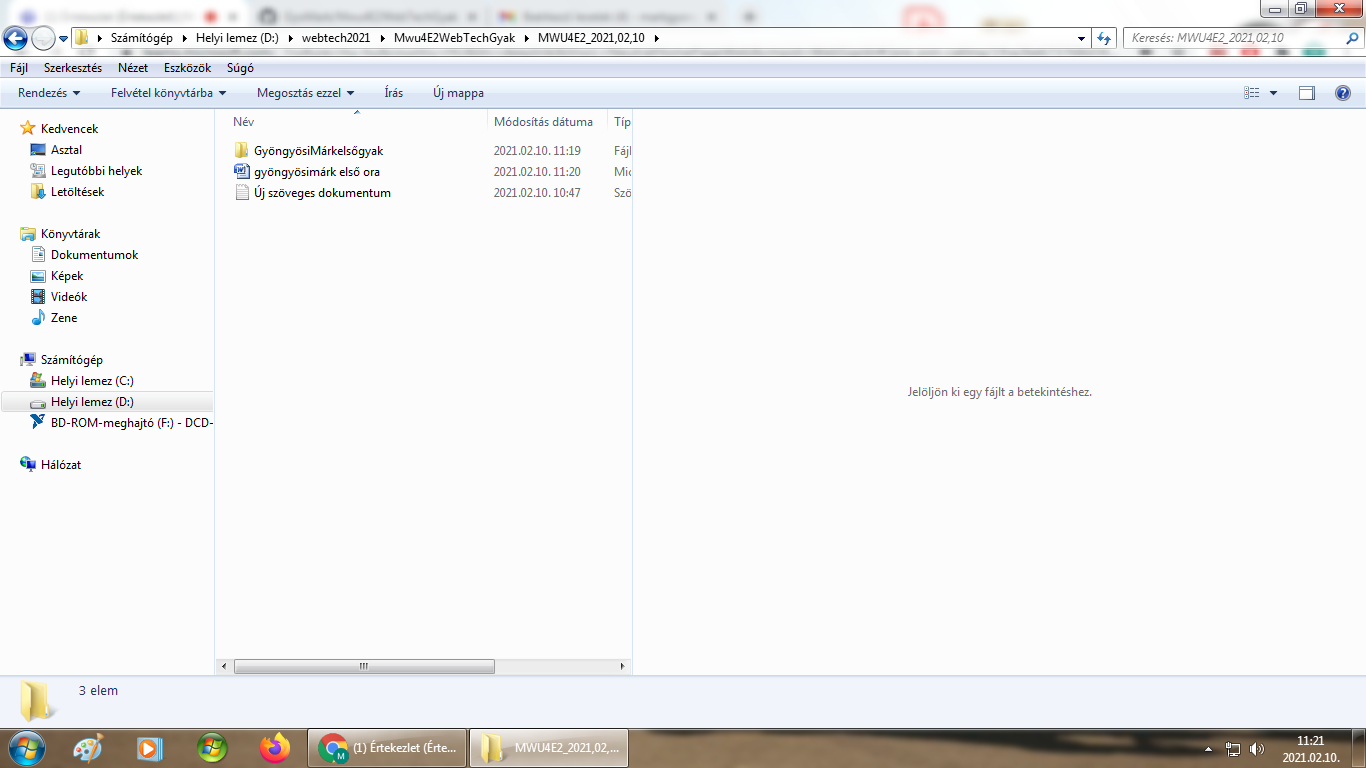 Számítógép Helyi lemez (D:) webtech2021 Mwu4E2WebTechGyak MWU4E2_2021,02,10
Keresés: MWU4E2_2021,02,10
Fájl Szerkesztés Nézet Eszközök Súgó
Rendezés Felvétel könyvtárba Megosztás ezzel Írás Új mappa
Kedvencek
Asztal
Legutóbbi helyek
Letöltések
Könyvtárak
Dokumentumok
Képek
Videók
Zene
Számítógép
Helyi lemez (C:)
Helyi lemez (D:)
BD-ROM-meghajtó (F:) - DCD-
Hálózat
Név Módosítás dátuma Típ
GyöngyösiMárkelsőgyak 2021.02.10. 11:19 Fájl
gyöngyösimárk első ora 2021.02.10. 11:20 Mic
Új szöveges dokumentum 2021.02.10. 10:47 Szö
Jelöljön ki egy fájlt a betekintéshez.
3 elem
(1) Értekezlet (Érte...
MWU4E2_2021,02,...
11:21
2021.02.10.